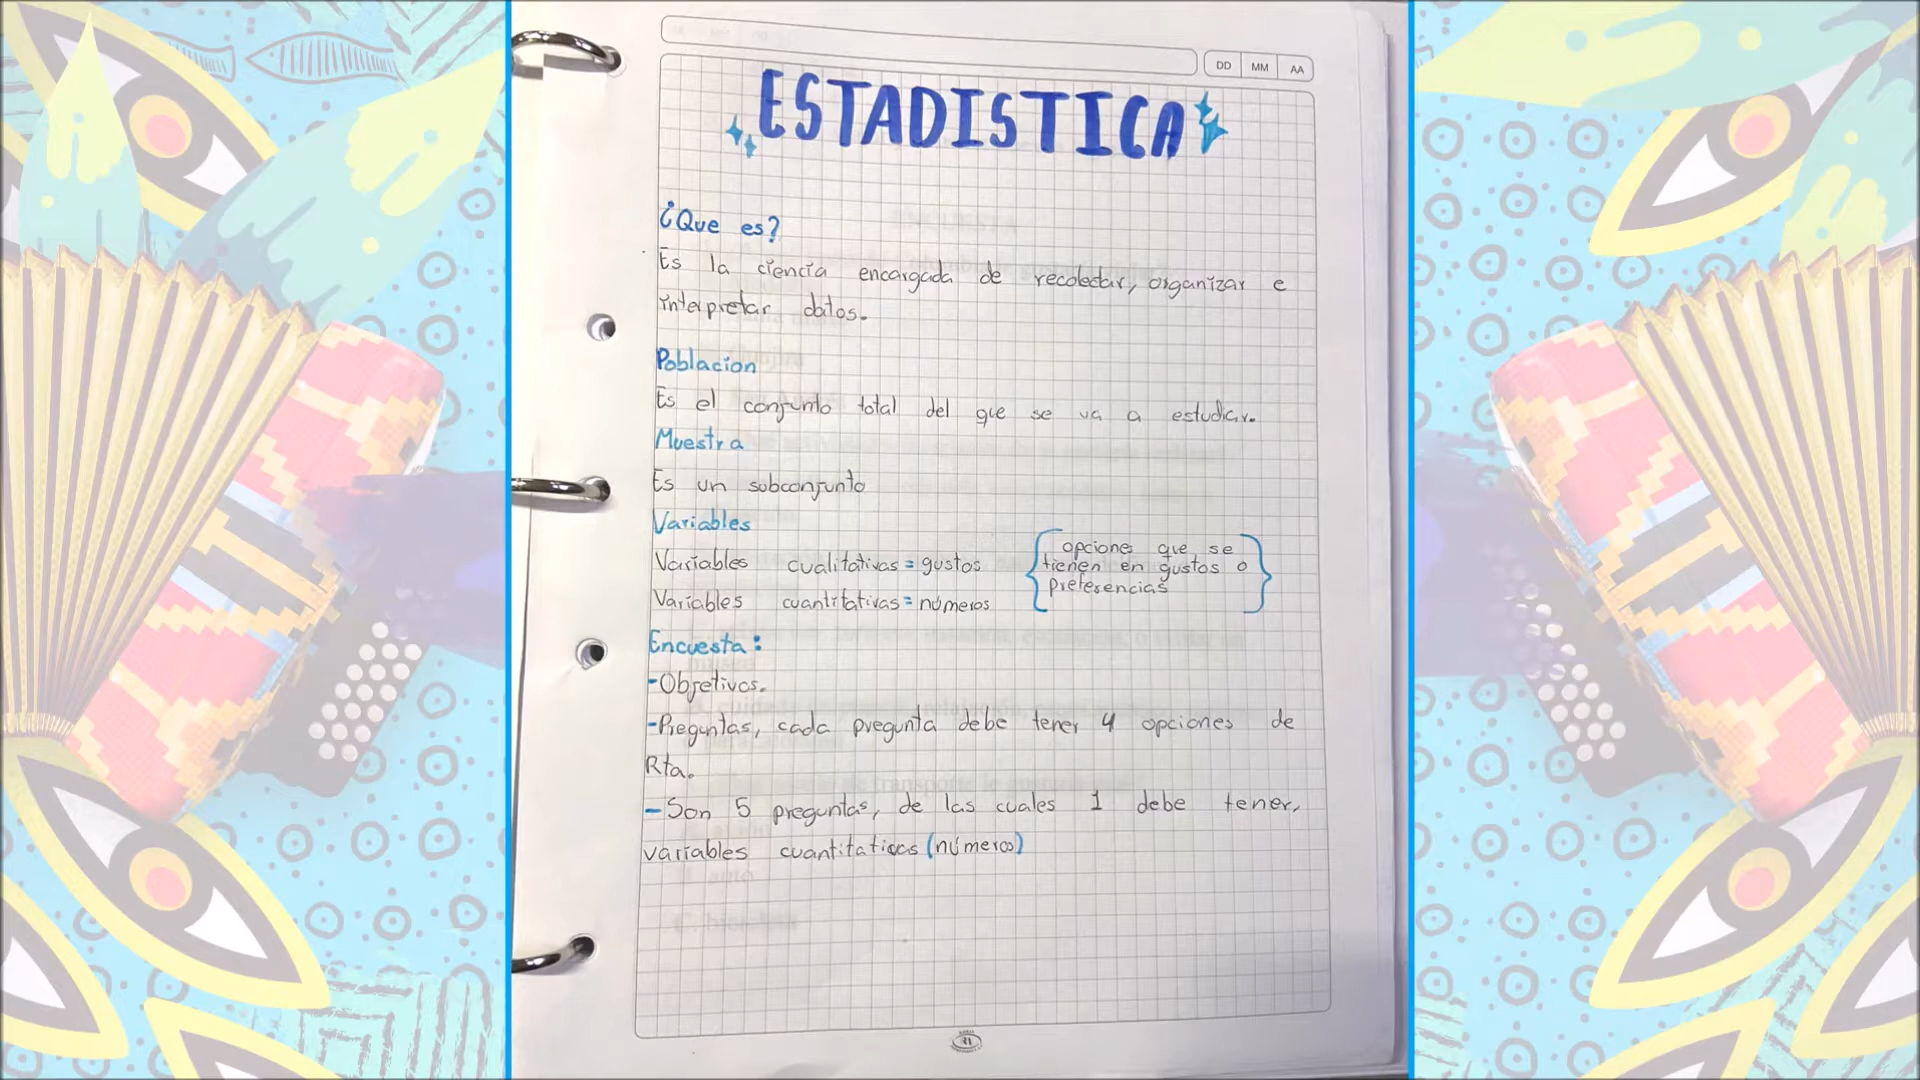 DD MM AA
ESTADISTICA
¿Que es?
Es la ciencia encargada de recolectar, organizar e
interpretar datos.
Poblacion
Es el conjunto total del que se va a estudiar.
Muestra
Es un subconjunto
Variables
Variables cualitativas = gustos
Variables cuantitativas = números
opciones que se
tienen en gustos o
preferencias
Encuesta:
-Objetivos.
-Preguntas, cada pregunta debe tener 4 opciones de
Rta.
-Son 5 preguntas, de las cuales 1 debe tener,
variables cuantitativas (números)